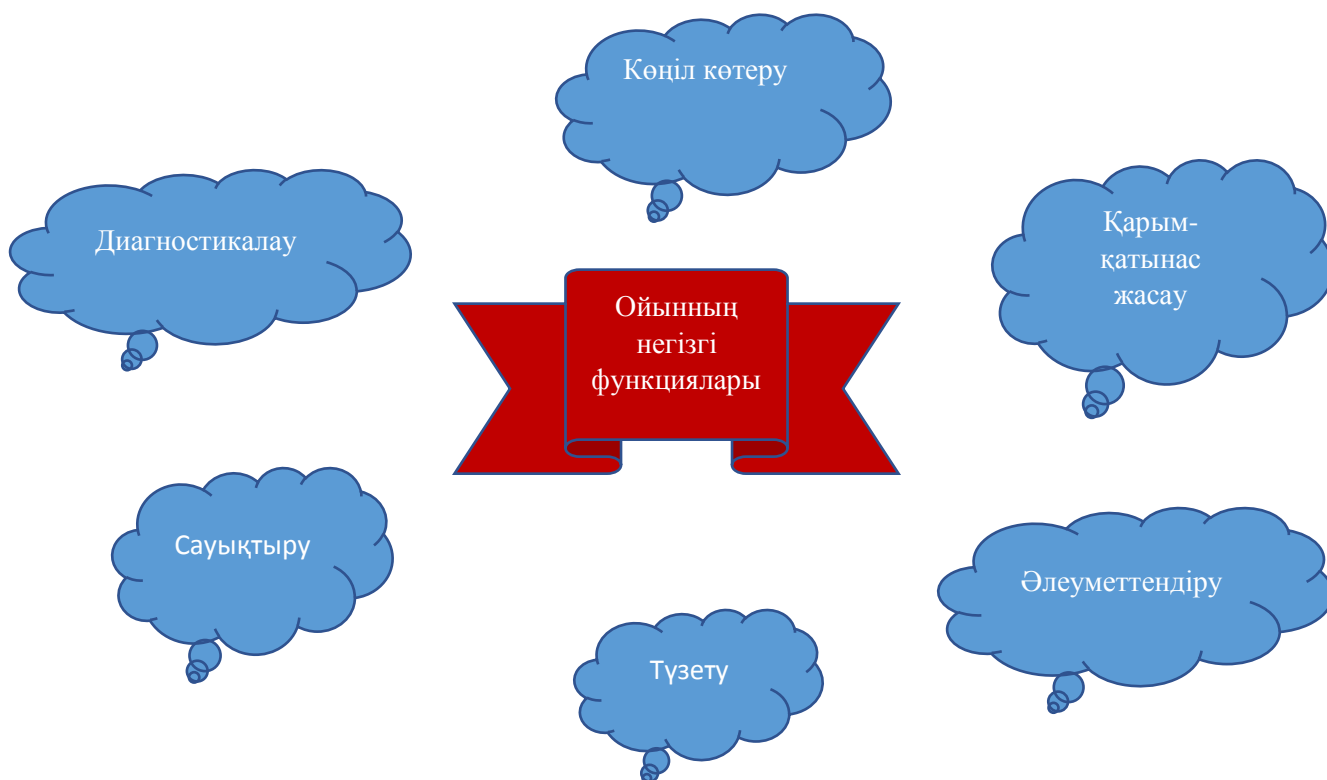 Көңіл көтеру
Диагностикалау
Қарым-
қатынас
жасау
Ойынның
негізгі
функциялары
Сауықтыру
Әлеуметтендіру
Түзету